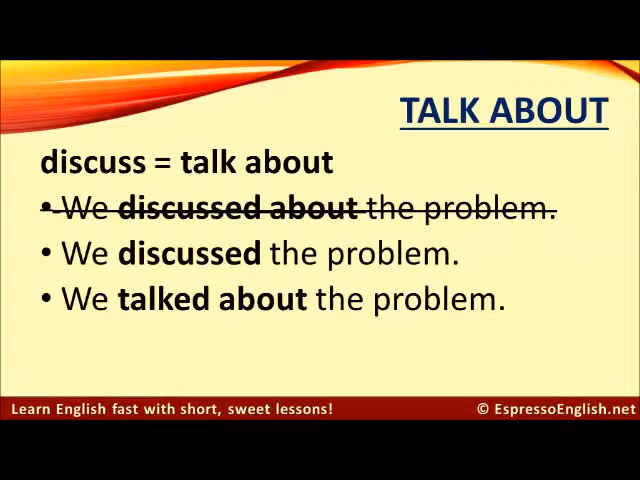 TALK ABOUT
discuss = talk about
• We discussed about the problem.
• We discussed the problem.
• We talked about the problem.
Learn English fast with short, sweet lessons! © EspressoEnglish.net